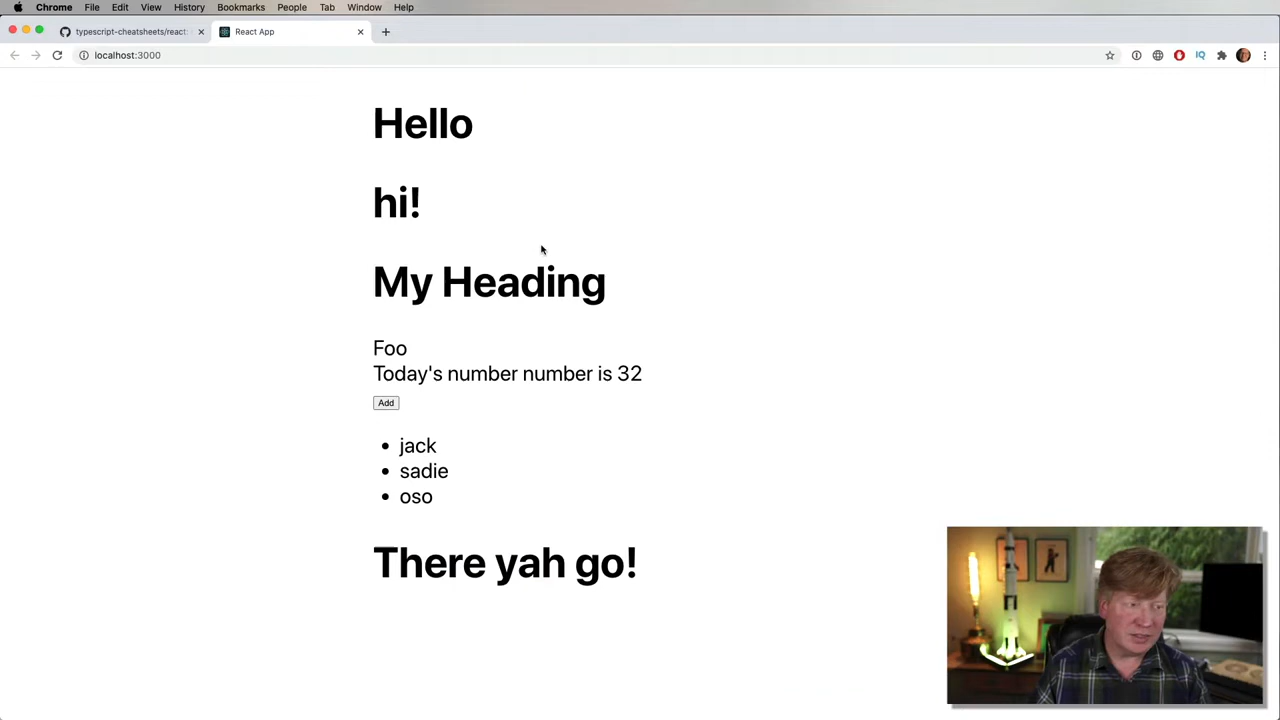 Chrome File Edit View History Bookmarks People Tab Window Help
typescript-cheatsheets/react: React App
localhost:3000
IQ
Hello
hi!
My Heading
Foo
Today's number number is 32
Add
• jack
• sadie
• oso
There yah go!